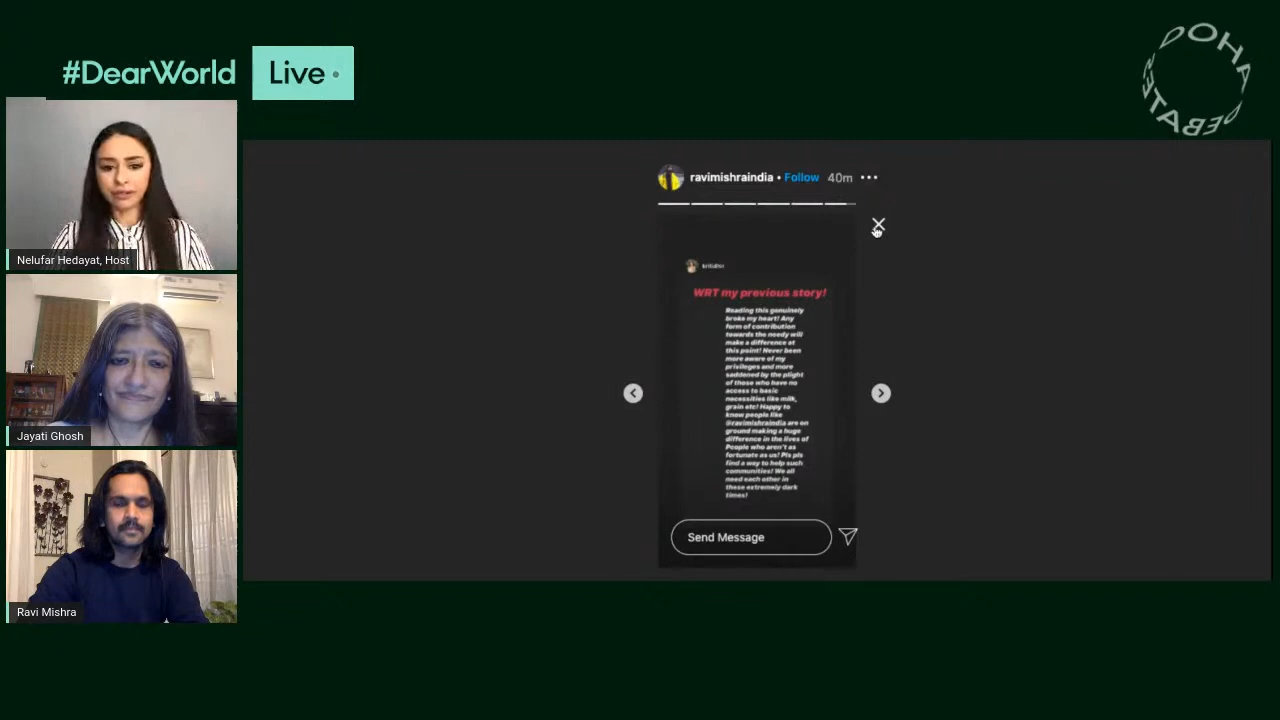 #DearWorld
Live
DOHA DEBATES
Nelufar Hedayat, Host
Jayati Ghosh
Ravi Mishra
ravimishraindia • Follow 40m
WRT my previous story!
Reading this genuinely
broke my heart! Any
form of contribution
towards the needy will
make a difference at
this point! Never been
more aware of my
privileges and more
saddened by the plight
of those who have no
access to basic
necessities like milk,
grain etc! Happy to
know people like
@ravimishraindia are on
ground making a huge
difference in the lives of
People who aren't as
fortunate as us! Pls pls
find a way to help such
communities! We all
need each other in
these extremely dark
times!
Send Message